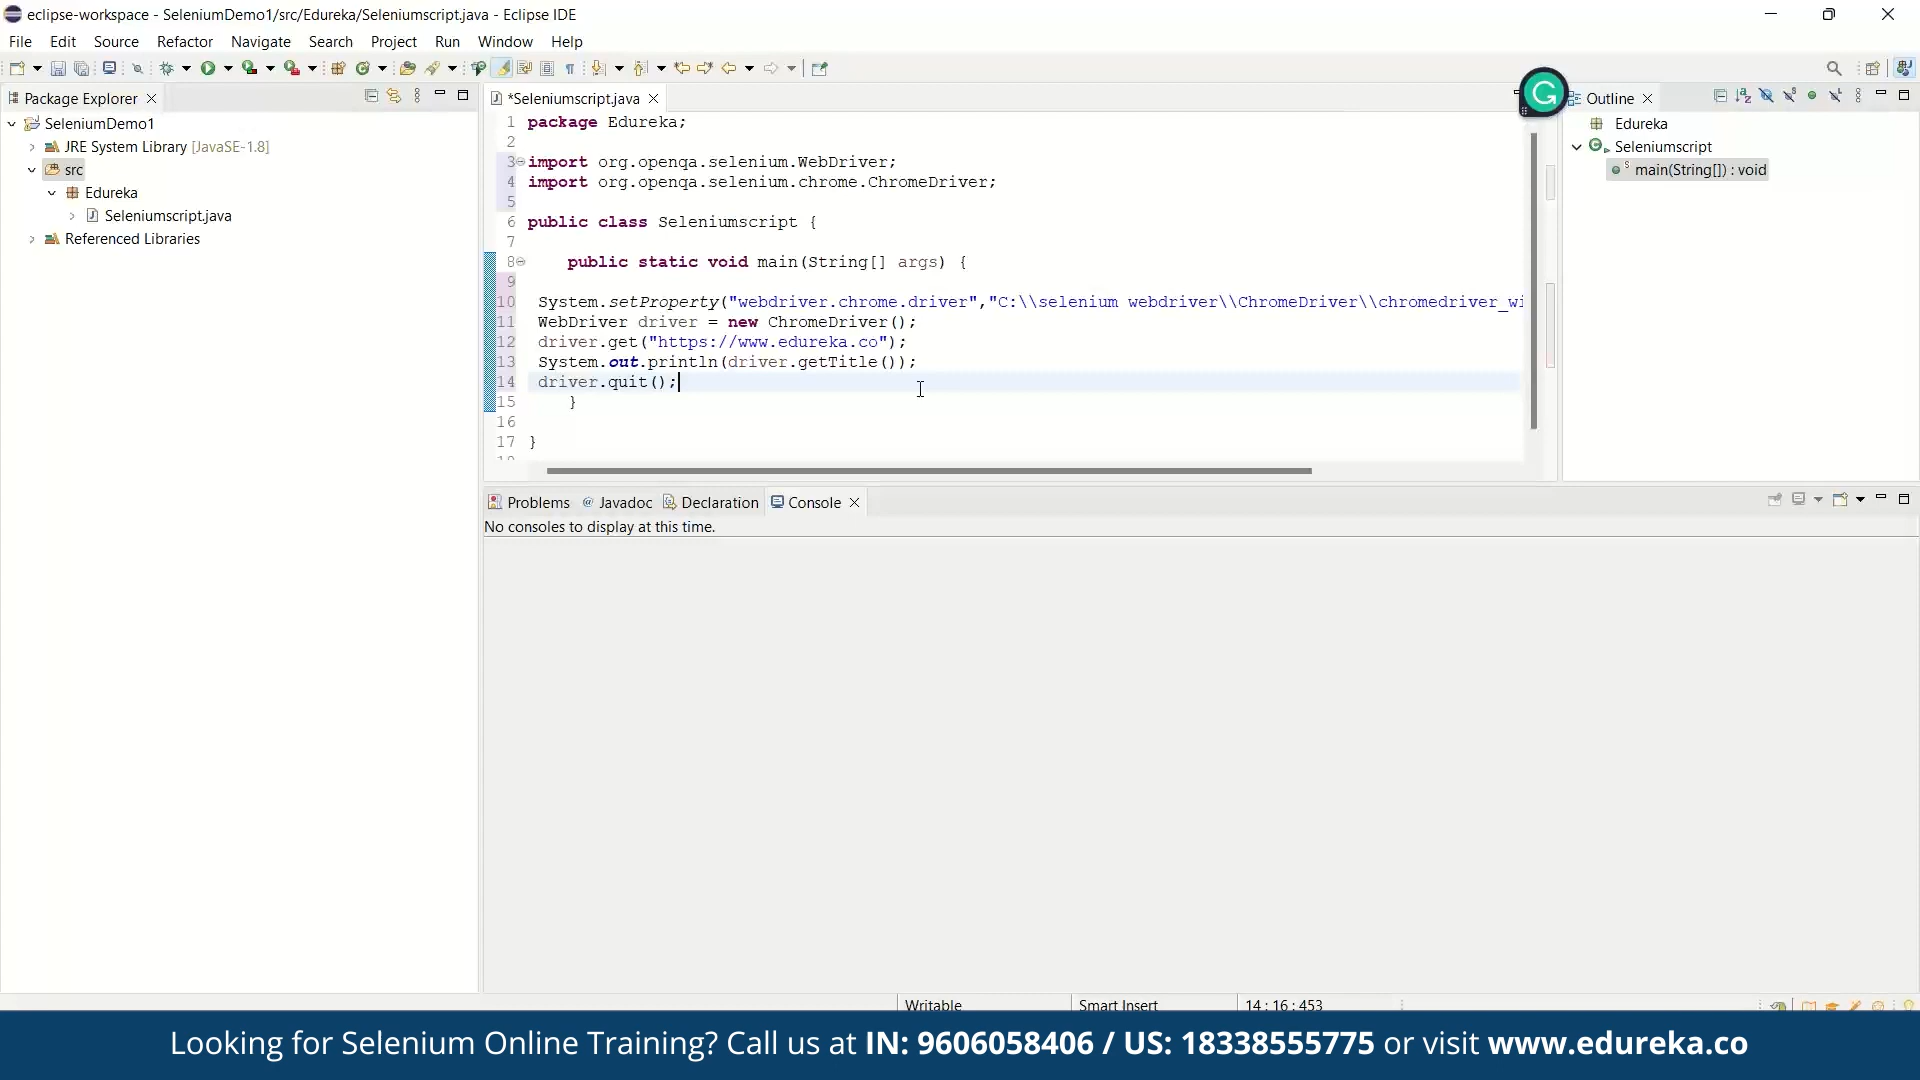 eclipse-workspace - SeleniumDemo1/src/Edureka/Seleniumscript.java - Eclipse IDE
File Edit Source Refactor Navigate Search Project Run Window Help
Package Explorer
SeleniumDemo1
JRE System Library [JavaSE-1.8]
src
Edureka
Seleniumscript.java
Referenced Libraries
*Seleniumscript.java
1 package Edureka;
2
3 import org.openqa.selenium.WebDriver;
4 import org.openqa.selenium.chrome.ChromeDriver;
5
6 public class Seleniumscript {
7
8 public static void main(String[] args) {
9
10 System.setProperty("webdriver.chrome.driver","C:\\selenium webdriver\\ChromeDriver\\chromedriver_wi
11 WebDriver driver = new ChromeDriver();
12 driver.get("https://www.edureka.co");
13 System.out.println(driver.getTitle());
14 driver.quit();
15 }
16
17 }
Outline
Edureka
Seleniumscript
main(String[]) : void
Problems Javadoc Declaration Console
No consoles to display at this time.
Writable Smart Insert 14 : 16 : 453
Looking for Selenium Online Training? Call us at IN: 9606058406 / US: 18338555775 or visit www.edureka.co